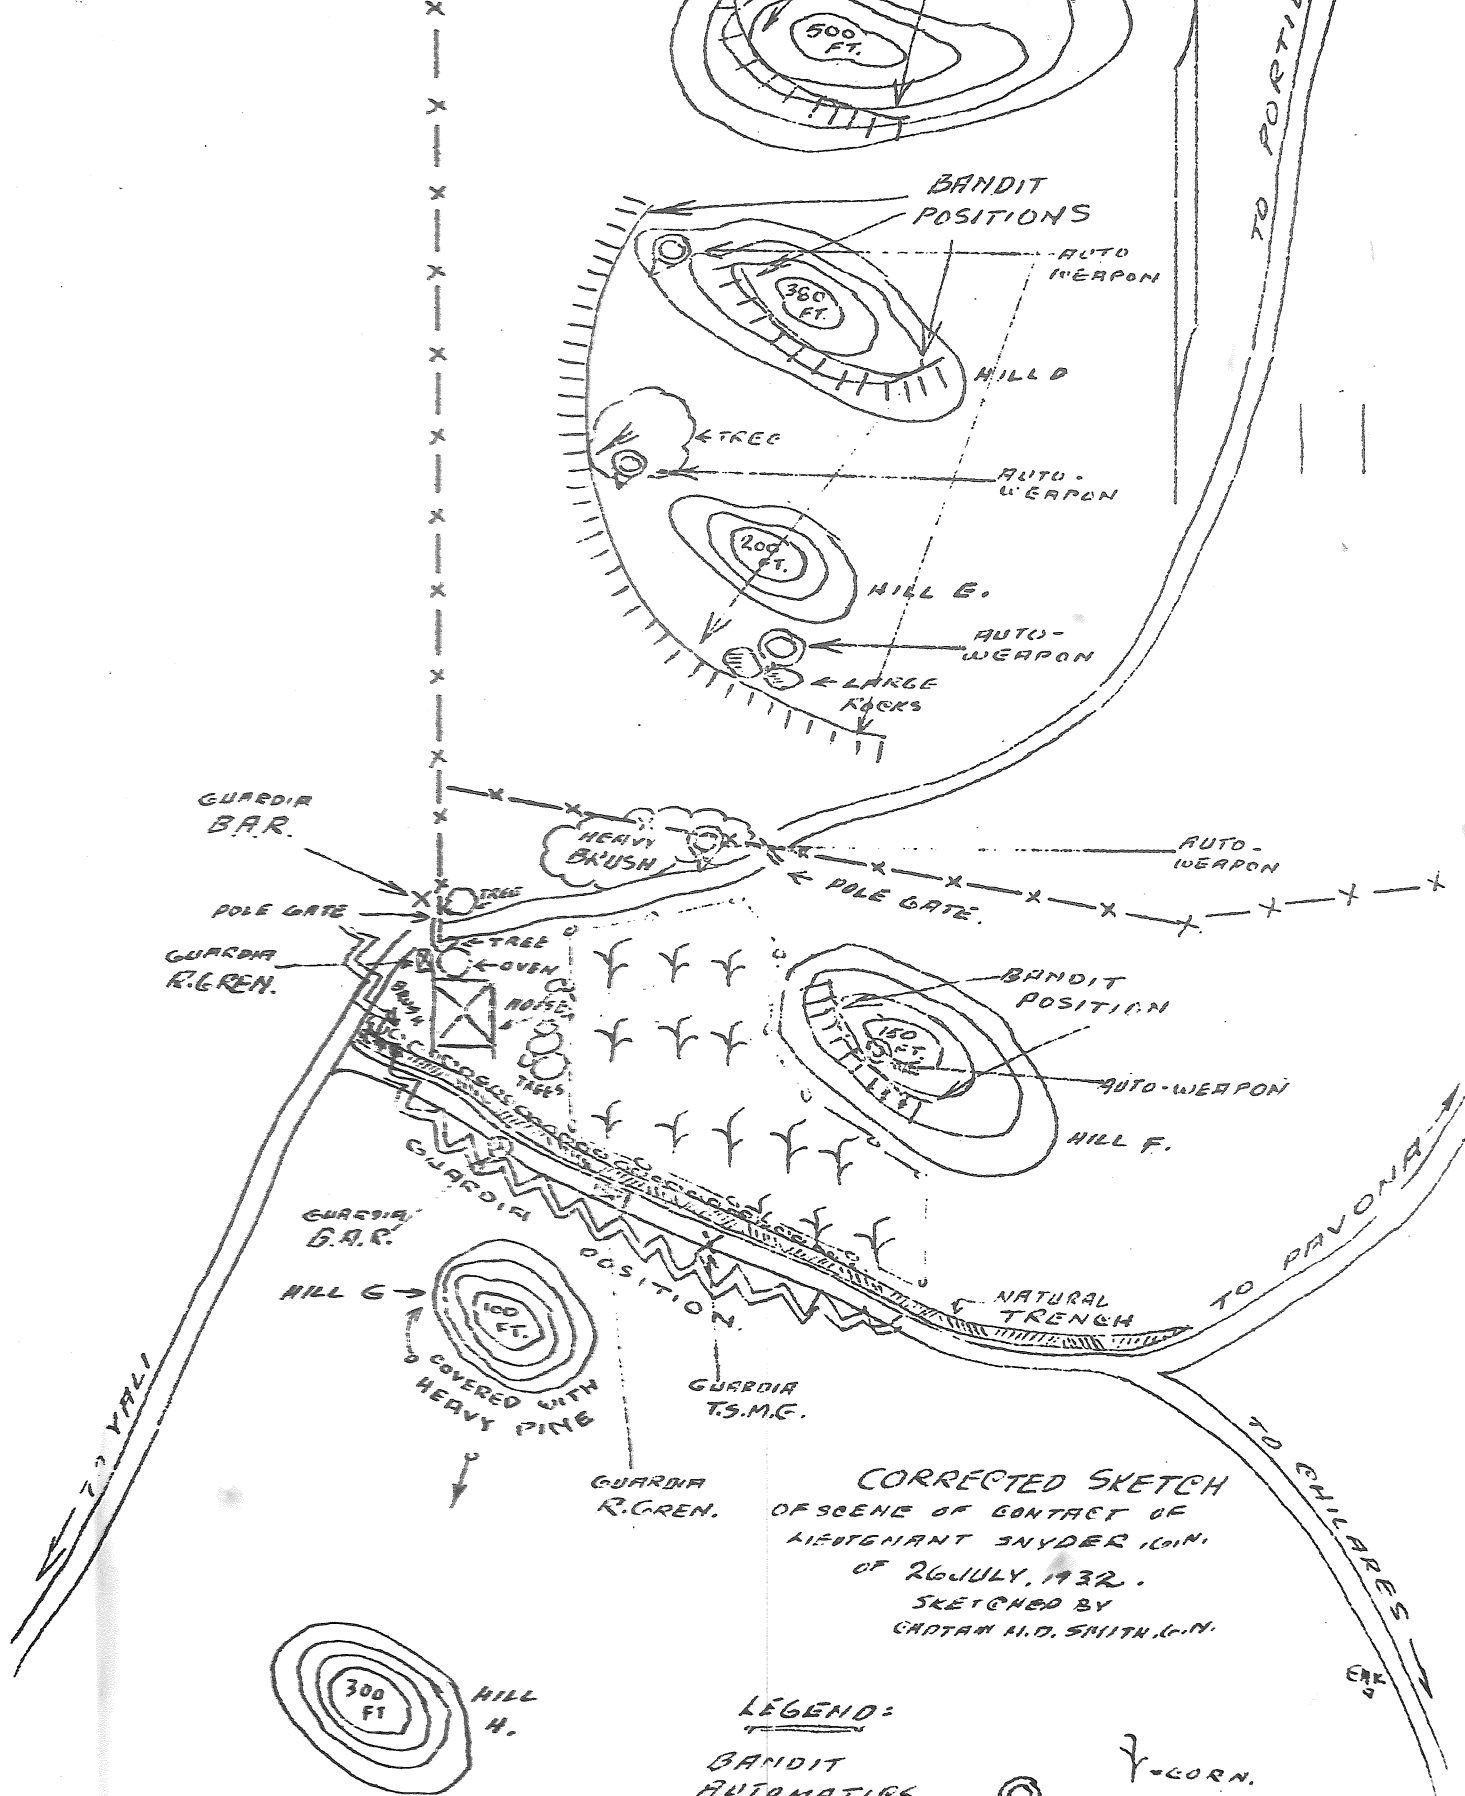 500
FT.
TO PORTIL
BANDIT
POSITIONS
AUTO
WEAPON
380
FT.
HILL D
←TREE
AUTO-
WEAPON
200
FT.
HILL E.
AUTO-
WEAPON
←LARGE
ROCKS
GUARDIA
B.A.R.
HEAVY
BRUSH
AUTO-
WEAPON
POLE GATE.
TREE
POLE GATE
←TREE
GUARDIA
R.GREN.
←OVEN
BRUSH
HOUSE
TREES
BANDIT
POSITION
150
FT.
AUTO-WEAPON
HILL F.
GUARDIA POSITION.
GUARDIA
B.A.R.
TO PAVONA
HILL G
NATURAL
TRENCH
100
FT.
COVERED WITH
HEAVY PINE
TO YALI
GUARDIA
T.S.M.G.
GUARDIA
R.GREN.
TO CHILARES
CORRECTED SKETCH
OF SCENE OF CONTACT OF
LIEUTENANT SNYDER, G.N.
OF 26 JULY, 1932.
SKETCHED BY
CAPTAIN H.D. SMITH, G.N.
300
FT
HILL
H.
LEGEND:
BANDIT
AUTOMATICS
=CORN.